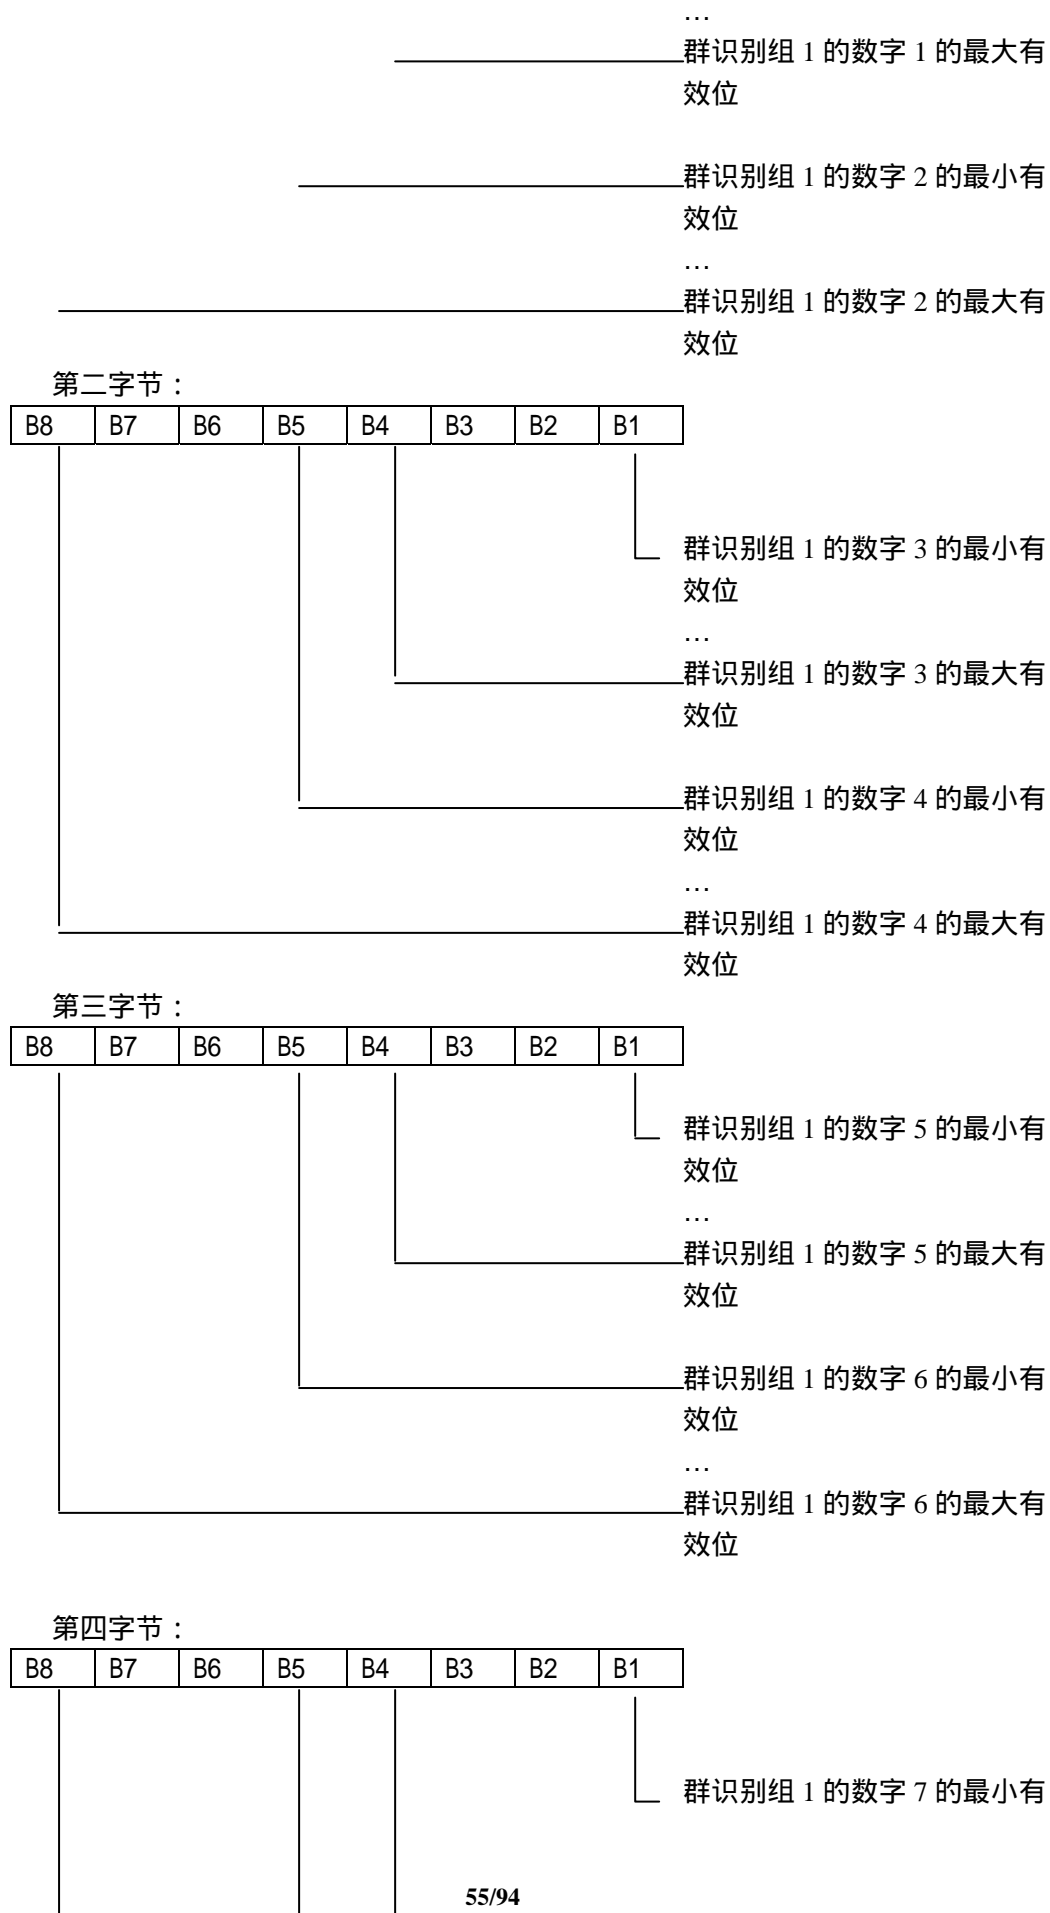 …
群识别组 1 的数字 1 的最大有
效位
群识别组 1 的数字 2 的最小有
效位
…
群识别组 1 的数字 2 的最大有
效位
第二字节：
B8 B7 B6 B5 B4 B3 B2 B1
群识别组 1 的数字 3 的最小有
效位
…
群识别组 1 的数字 3 的最大有
效位
群识别组 1 的数字 4 的最小有
效位
…
群识别组 1 的数字 4 的最大有
效位
第三字节：
B8 B7 B6 B5 B4 B3 B2 B1
群识别组 1 的数字 5 的最小有
效位
…
群识别组 1 的数字 5 的最大有
效位
群识别组 1 的数字 6 的最小有
效位
…
群识别组 1 的数字 6 的最大有
效位
第四字节：
B8 B7 B6 B5 B4 B3 B2 B1
群识别组 1 的数字 7 的最小有
55/94